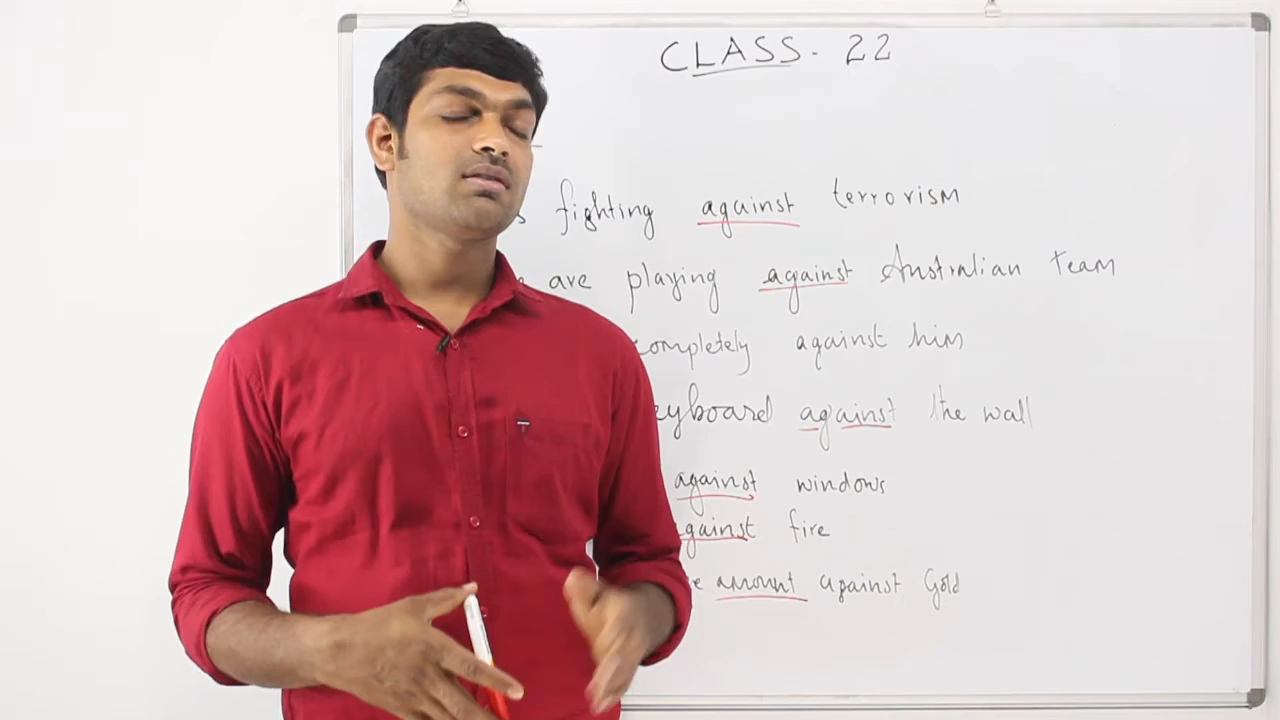 CLASS - 22
fighting against terrorism
are playing against Australian team
completely against him
against the wall
against windows
against fire
amount against Gold